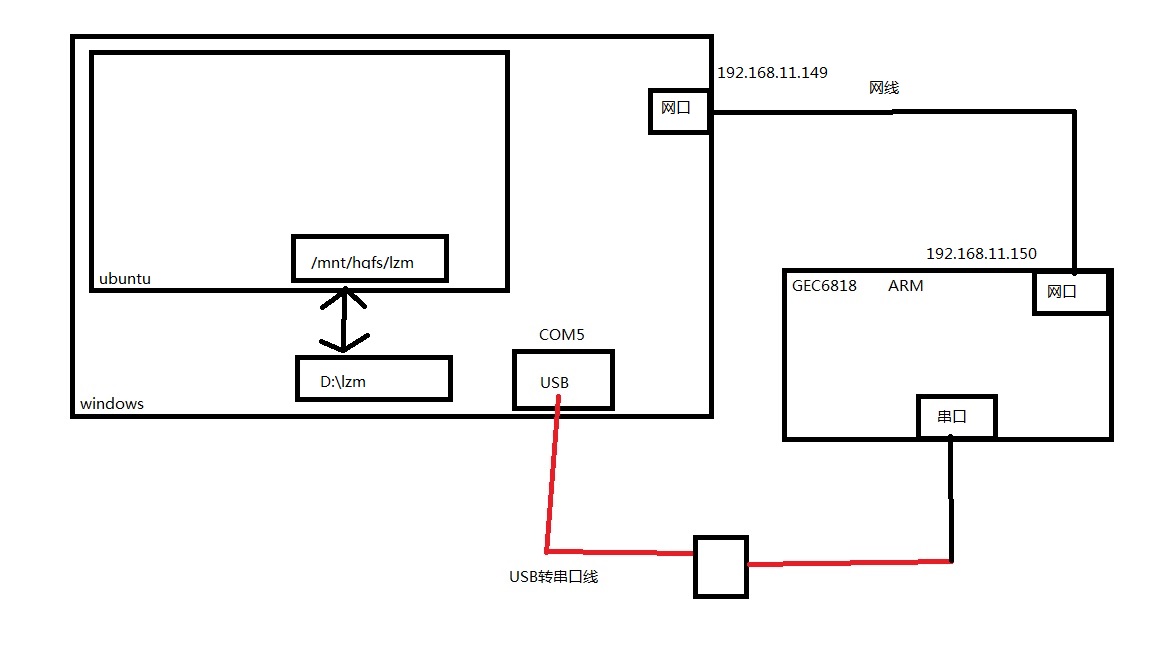 192.168.11.149
网线
网口
192.168.11.150
/mnt/hgfs/lzm
ubuntu
GEC6818 ARM
网口
COM5
D:\lzm
USB
windows
串口
USB转串口线